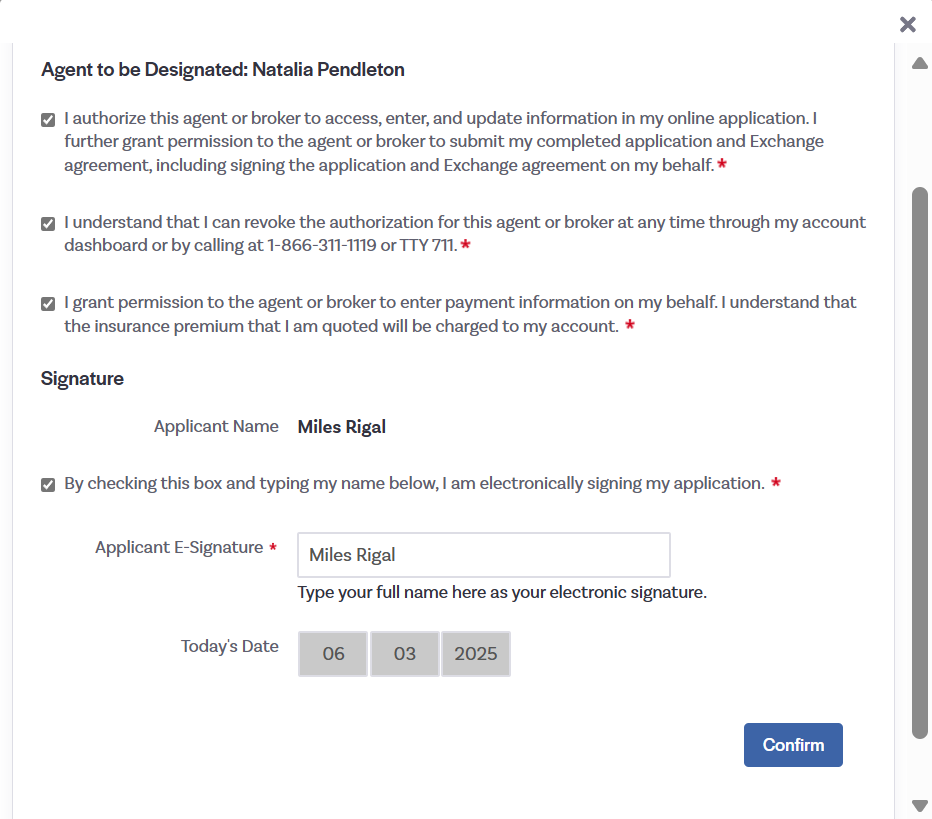 Agent to be Designated: Natalia Pendleton
I authorize this agent or broker to access, enter, and update information in my online application. I
further grant permission to the agent or broker to submit my completed application and Exchange
agreement, including signing the application and Exchange agreement on my behalf. *
I understand that I can revoke the authorization for this agent or broker at any time through my account
dashboard or by calling at 1-866-311-1119 or TTY 711. *
I grant permission to the agent or broker to enter payment information on my behalf. I understand that
the insurance premium that I am quoted will be charged to my account. *
Signature
Applicant Name Miles Rigal
By checking this box and typing my name below, I am electronically signing my application. *
Applicant E-Signature * Miles Rigal
Type your full name here as your electronic signature.
Today's Date 06 03 2025
Confirm